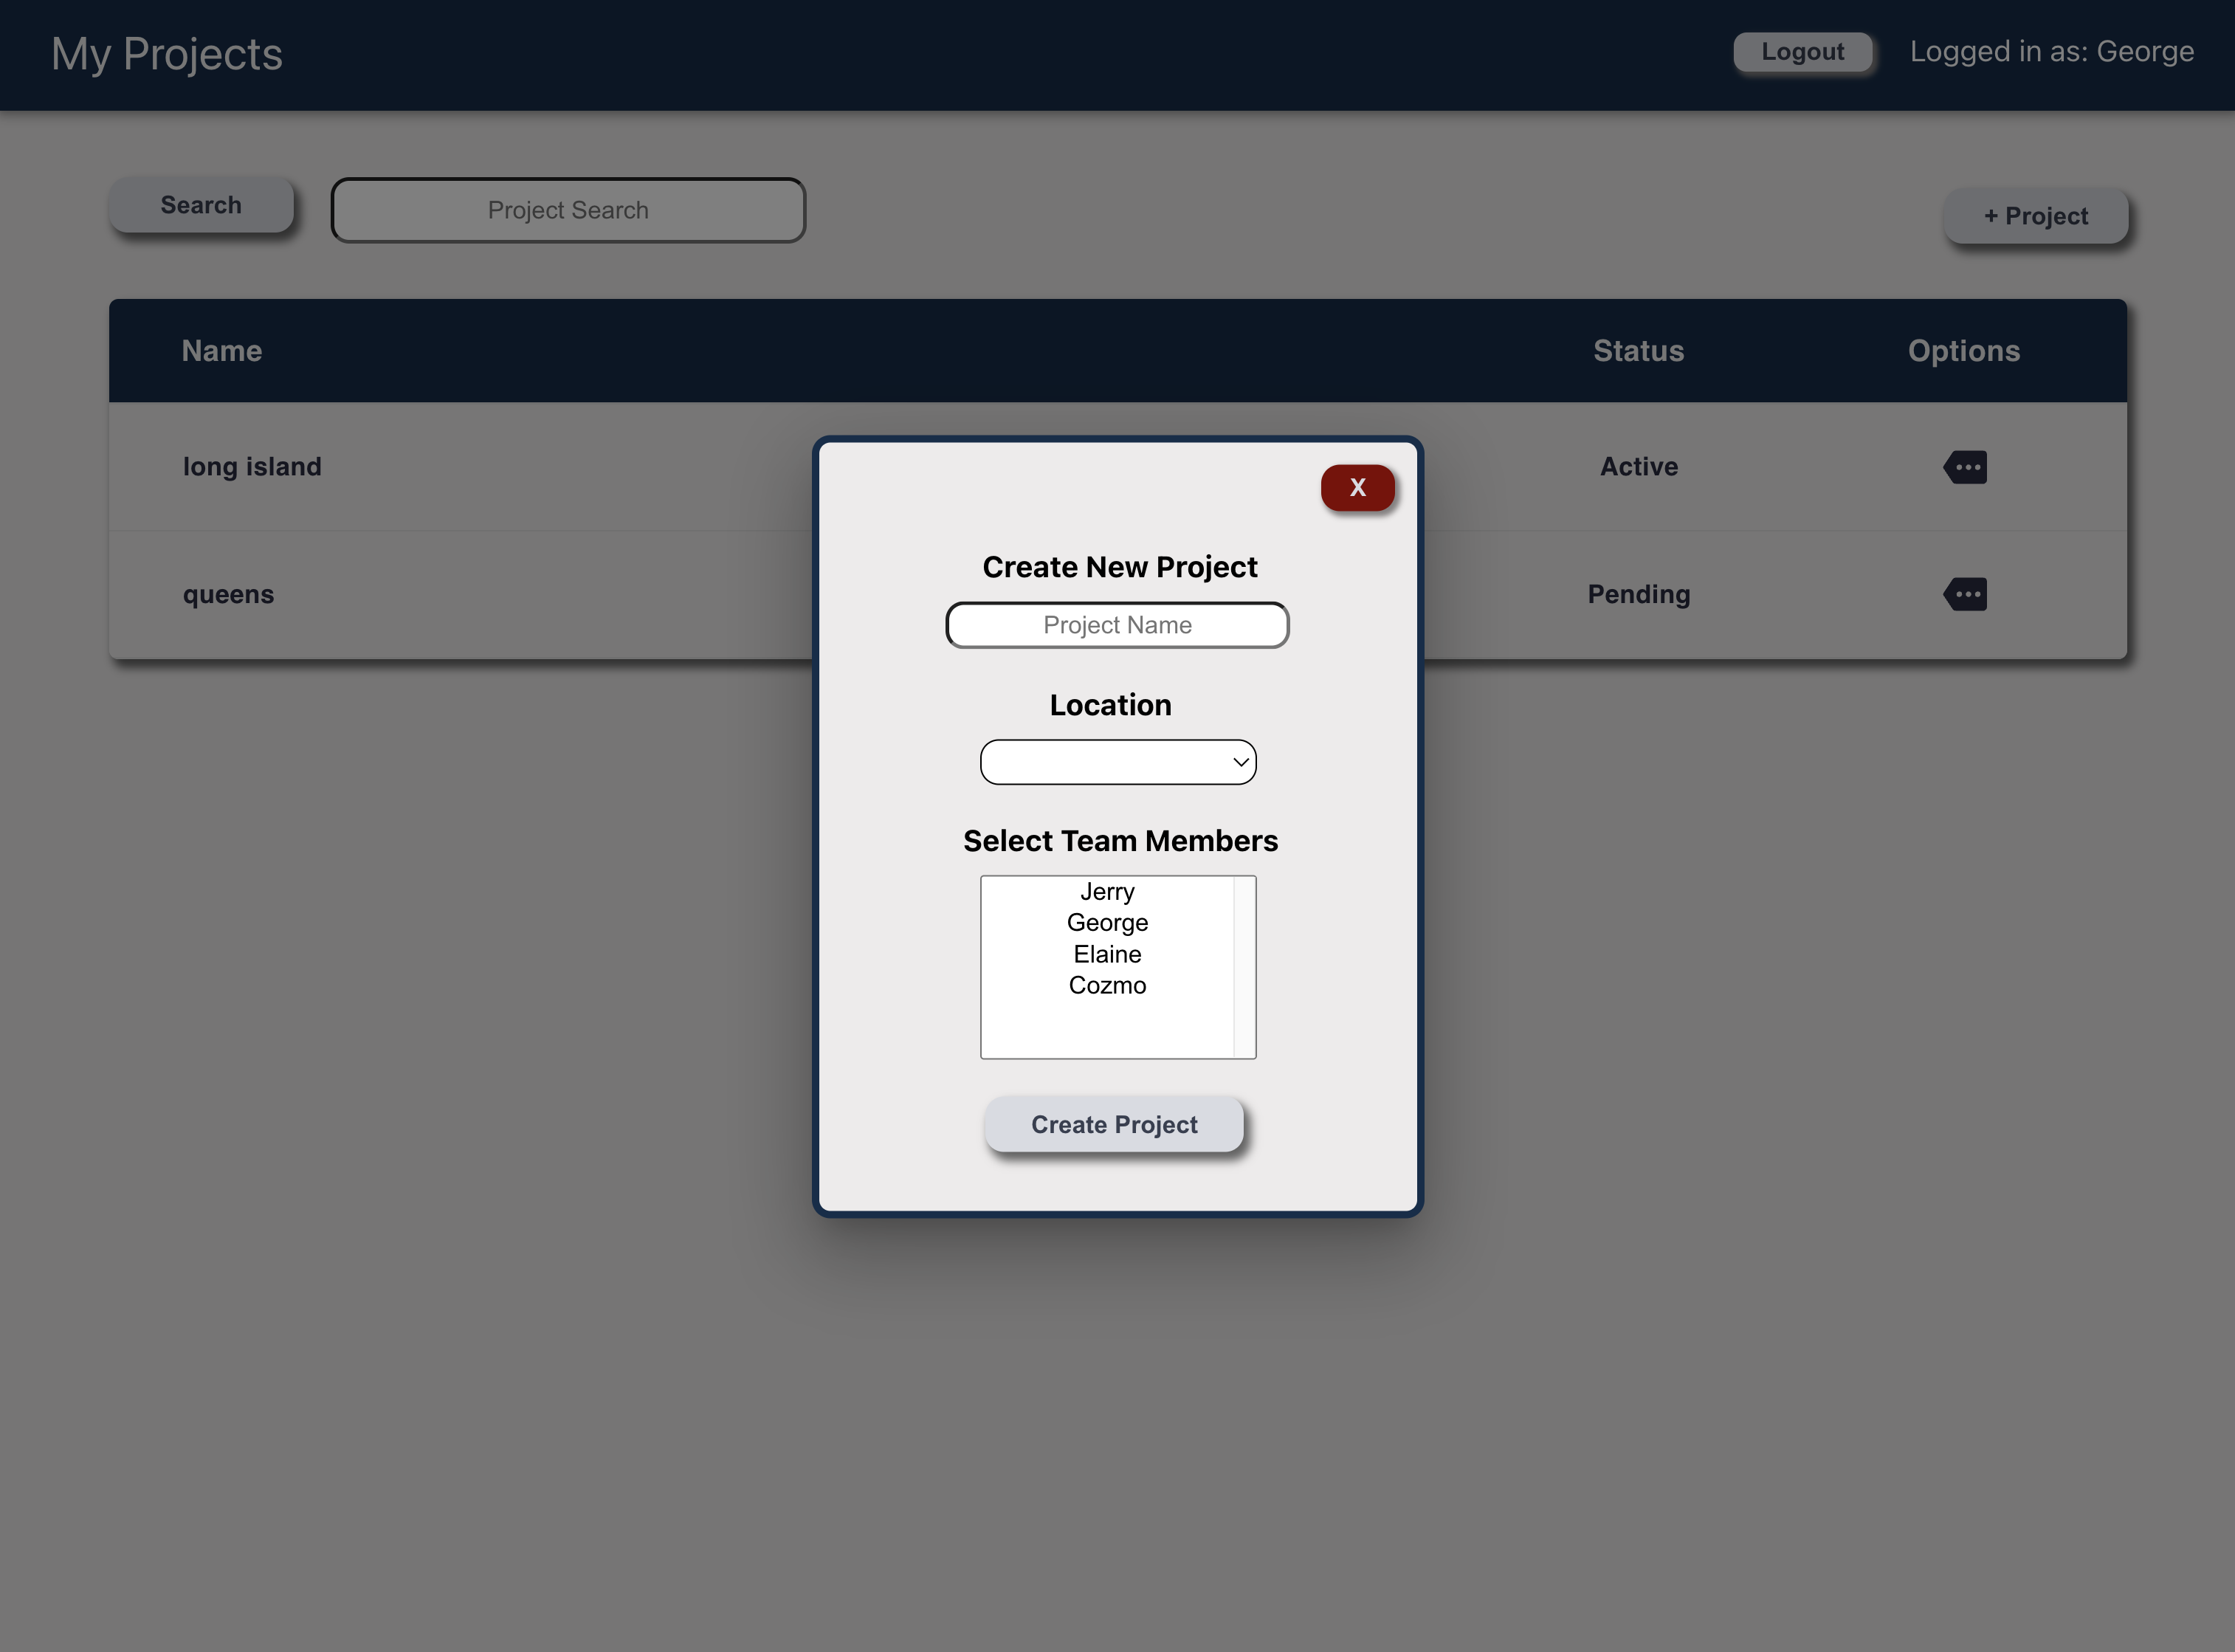 My Projects
Logout
Logged in as: George
Search
Project Search
+ Project
Name
Status
Options
long island
Active
queens
Pending
X
Create New Project
Project Name
Location
Select Team Members
Jerry
George
Elaine
Cozmo
Create Project